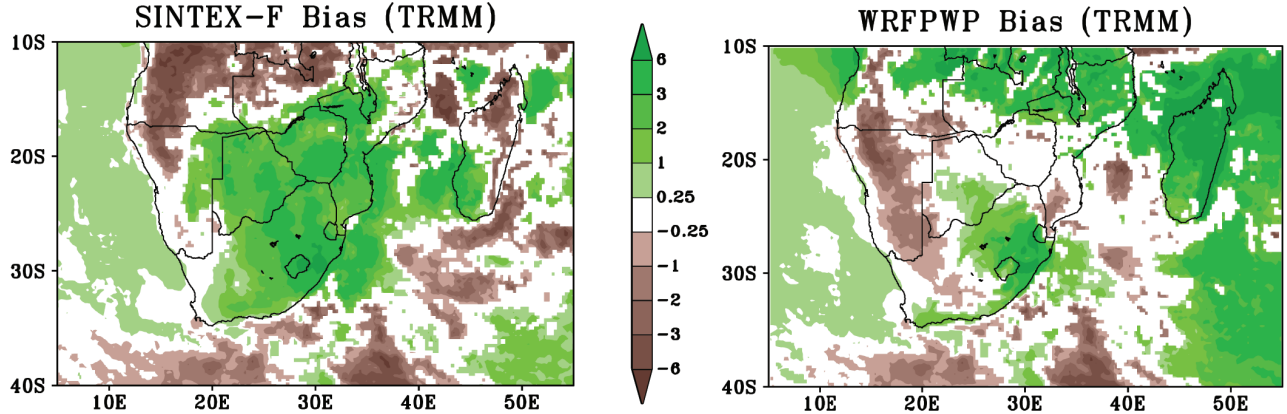 SINTEX-F Bias (TRMM)
10S
20S
30S
40S
10E 20E 30E 40E 50E
6
3
2
1
0.25
-0.25
-1
-2
-3
-6
WRFPWP Bias (TRMM)
10S
20S
30S
40S
10E 20E 30E 40E 50E